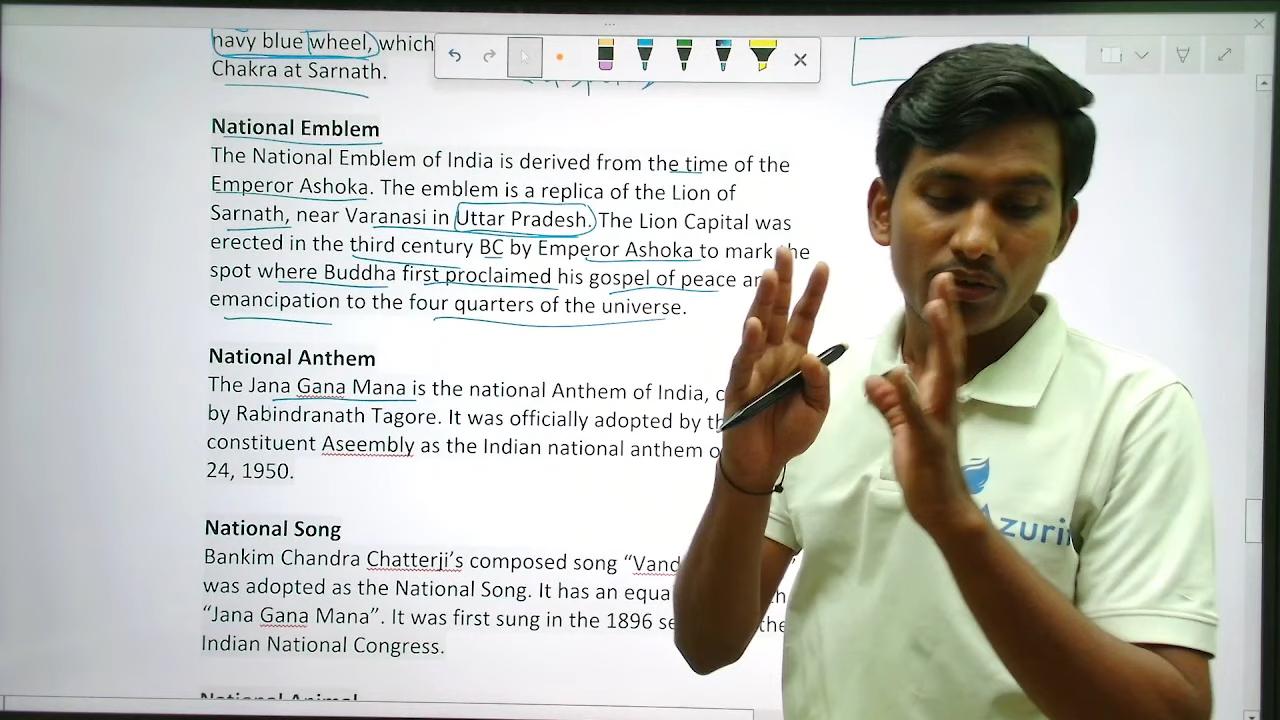 navy blue wheel, which
Chakra at Sarnath.
National Emblem
The National Emblem of India is derived from the time of the
Emperor Ashoka. The emblem is a replica of the Lion of
Sarnath, near Varanasi in Uttar Pradesh. The Lion Capital was
erected in the third century BC by Emperor Ashoka to mark the
spot where Buddha first proclaimed his gospel of peace
emancipation to the four quarters of the universe.
National Anthem
The Jana Gana Mana is the national Anthem of India,
by Rabindranath Tagore. It was officially adopted by
constituent Aseembly as the Indian national anthem
24, 1950.
National Song
Bankim Chandra Chatterji's composed song
was adopted as the National Song. It has an
"Jana Gana Mana". It was first sung in the 1896 the
Indian National Congress.
National Animal